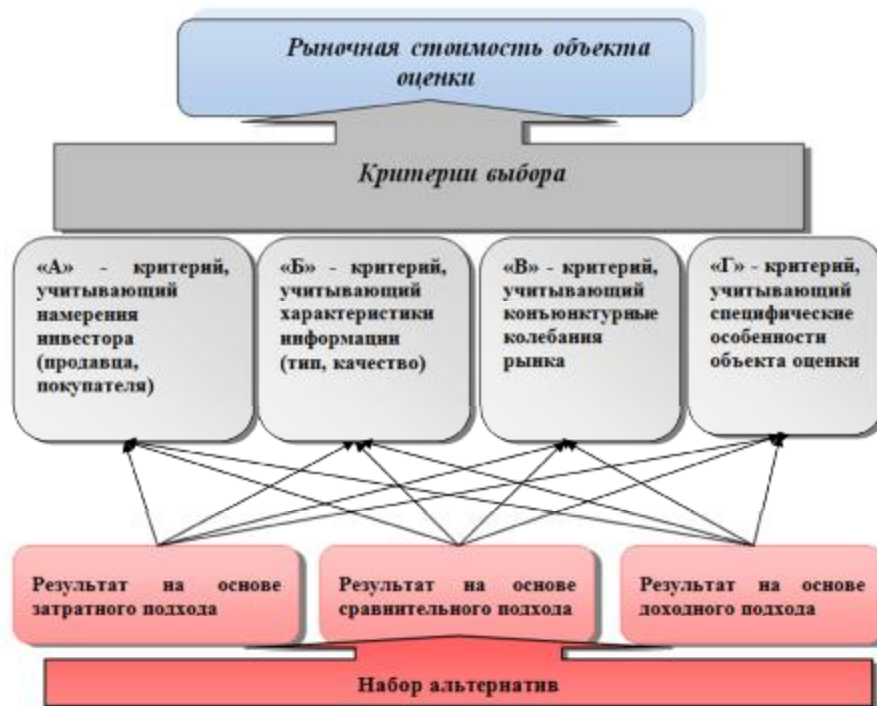 Рыночная стоимость объекта
оценки
Критерии выбора
«А» - критерий,
учитывающий
намерения
инвестора
(продавца,
покупателя)
«Б» - критерий,
учитывающий
характеристики
информации
(тип, качество)
«В» - критерий,
учитывающий
конъюнктурные
колебания
рынка
«Г» - критерий,
учитывающий
специфические
особенности
объекта оценки
Результат на основе
затратного подхода
Результат на основе
сравнительного подхода
Результат на основе
доходного подхода
Набор альтернатив